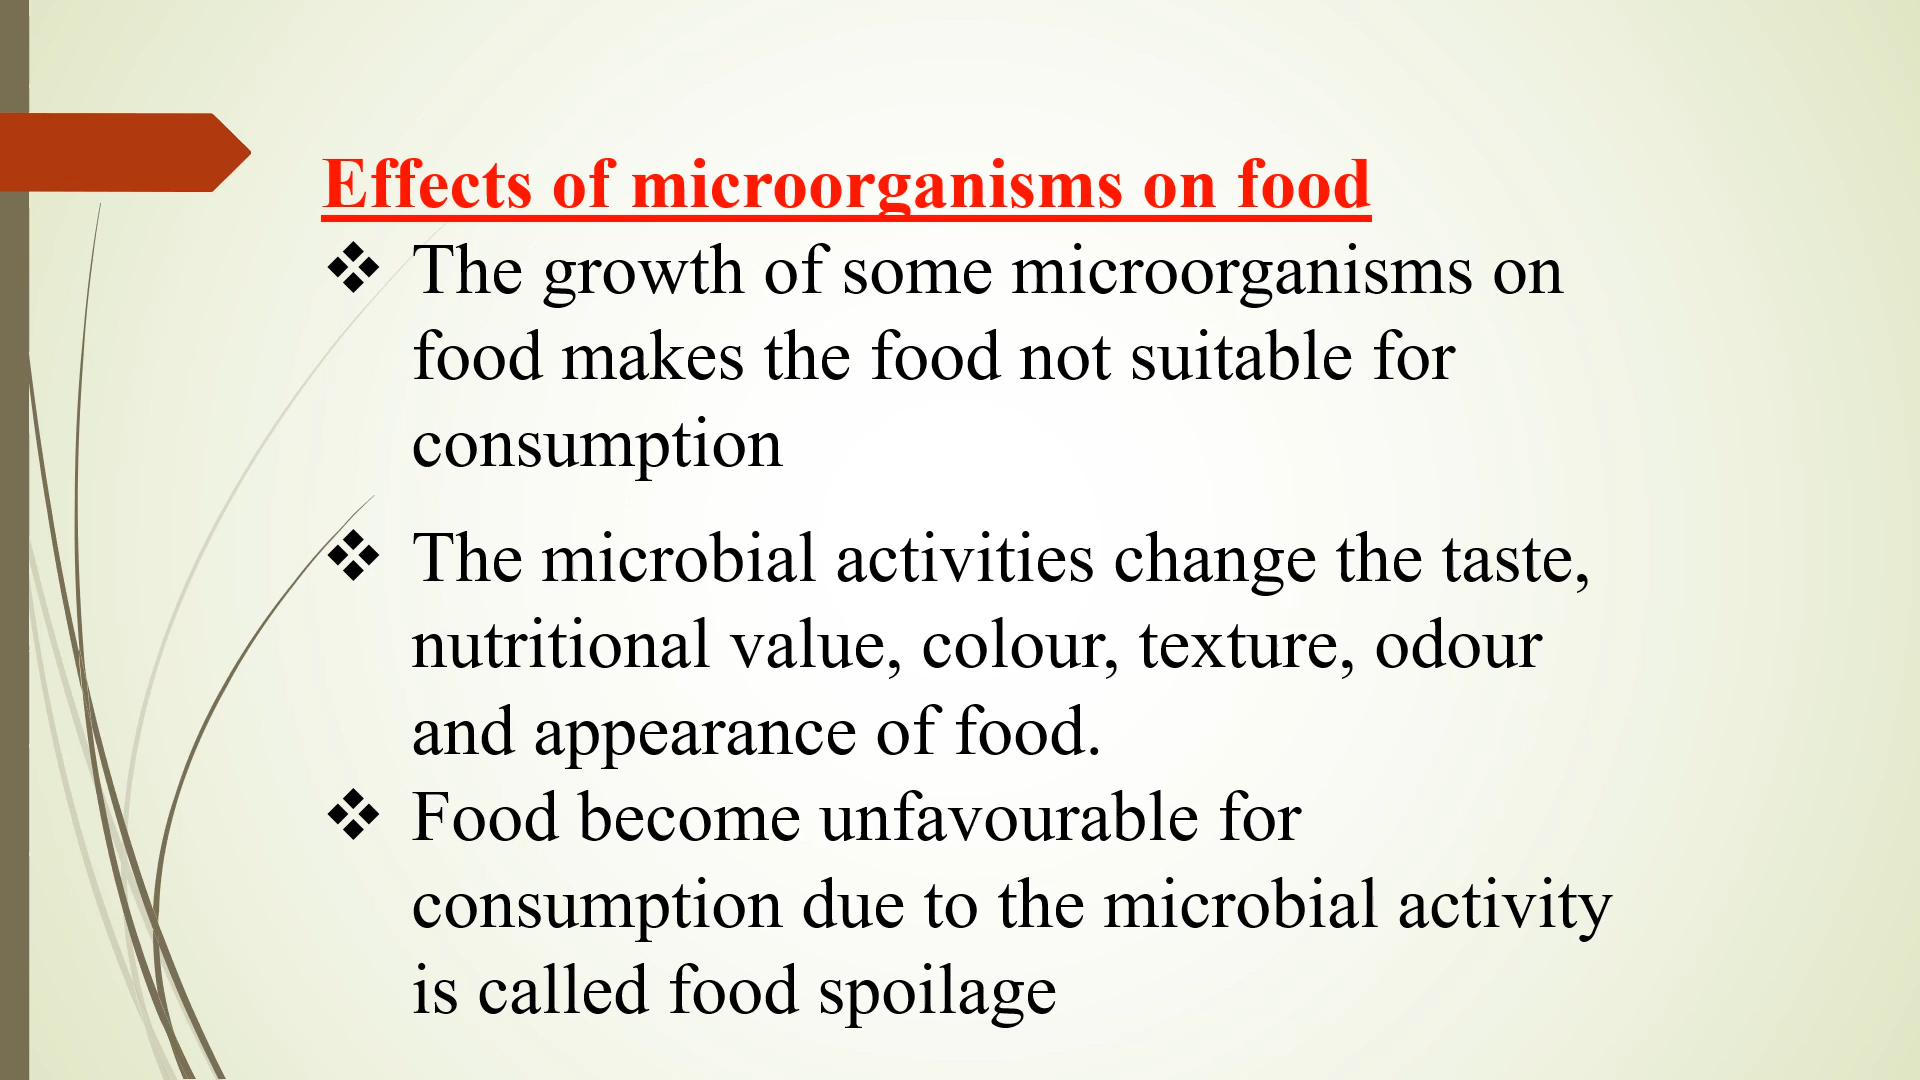 Effects of microorganisms on food
❖ The growth of some microorganisms on
food makes the food not suitable for
consumption
❖ The microbial activities change the taste,
nutritional value, colour, texture, odour
and appearance of food.
❖ Food become unfavourable for
consumption due to the microbial activity
is called food spoilage